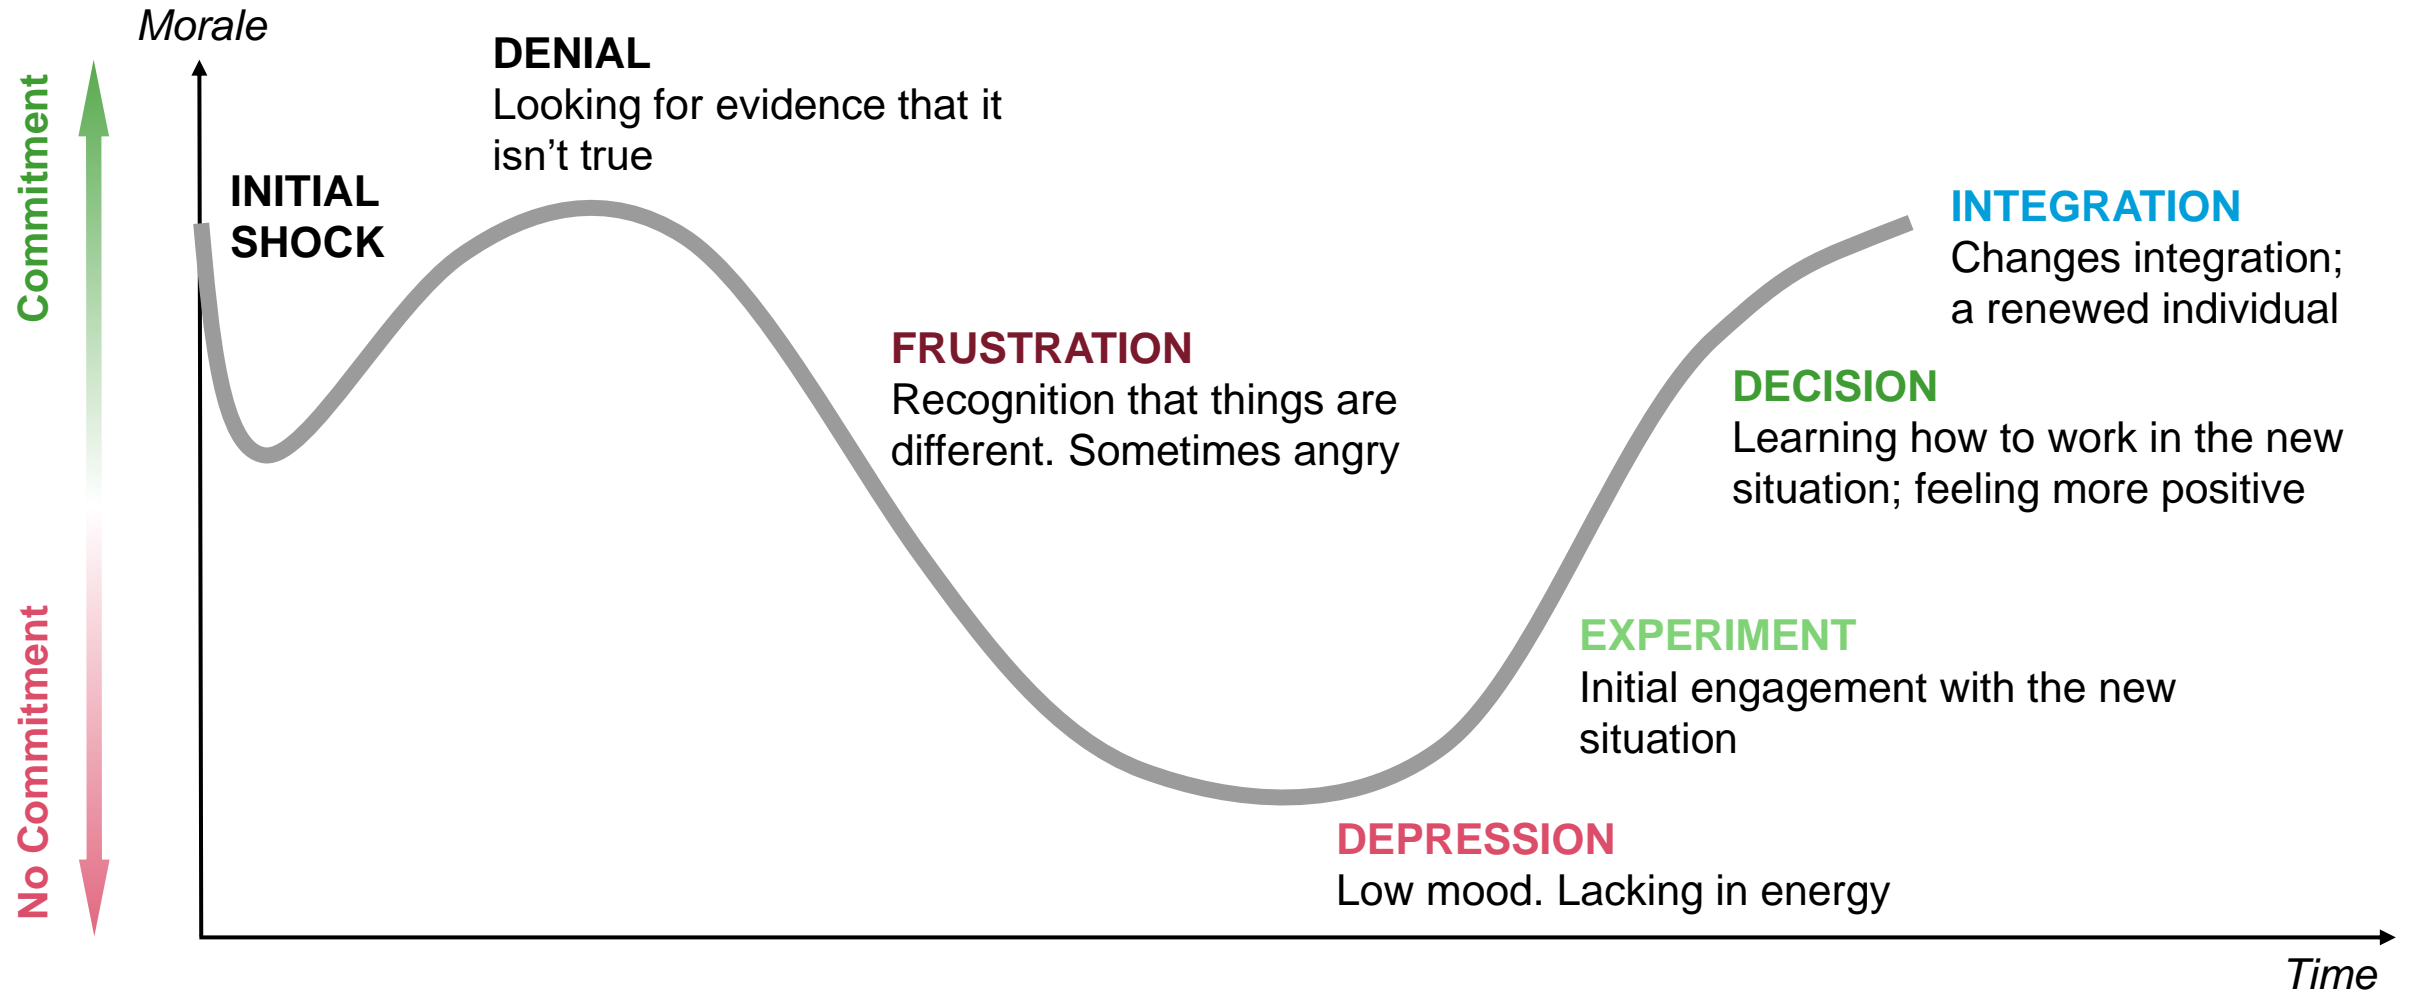 Morale
Commitment
No Commitment
INITIAL
SHOCK
DENIAL
Looking for evidence that it
isn’t true
FRUSTRATION
Recognition that things are
different. Sometimes angry
DEPRESSION
Low mood. Lacking in energy
EXPERIMENT
Initial engagement with the new
situation
DECISION
Learning how to work in the new
situation; feeling more positive
INTEGRATION
Changes integration;
a renewed individual
Time